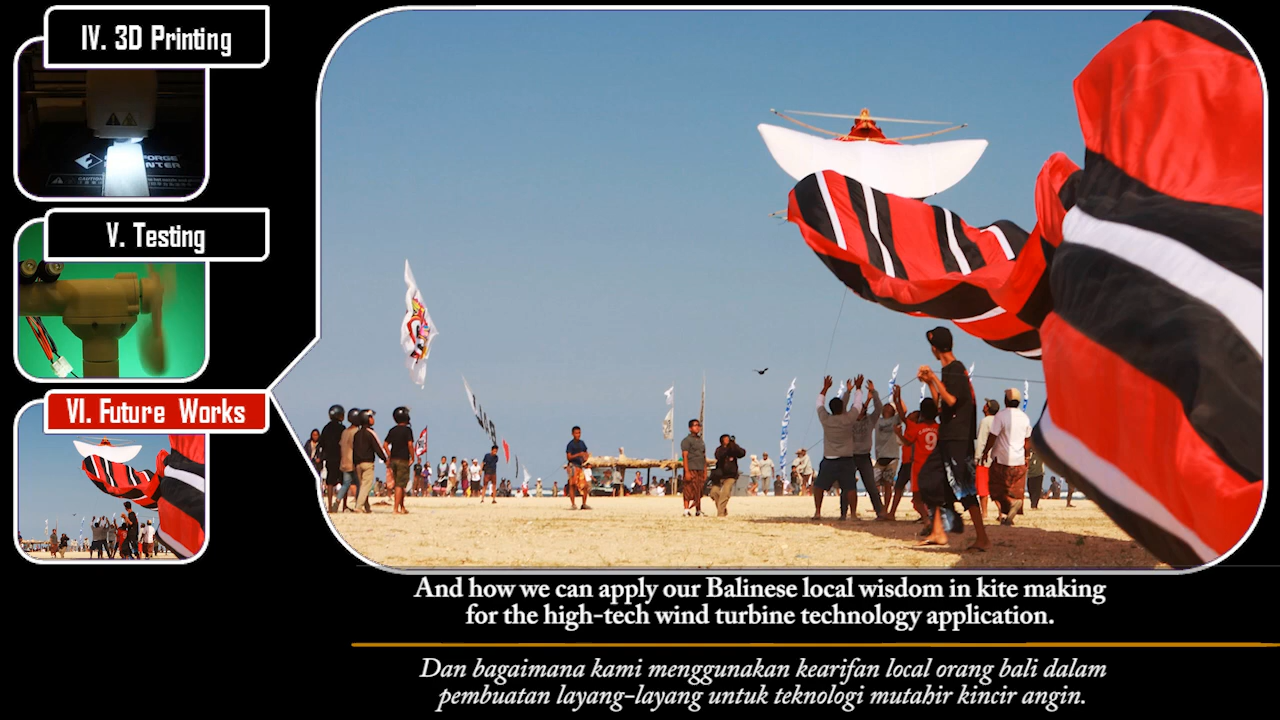 IV. 3D Printing
V. Testing
VI. Future Works
9
And how we can apply our Balinese local wisdom in kite making
for the high-tech wind turbine technology application.
Dan bagaimana kami menggunakan kearifan local orang bali dalam
pembuatan layang-layang untuk teknologi mutahir kincir angin.